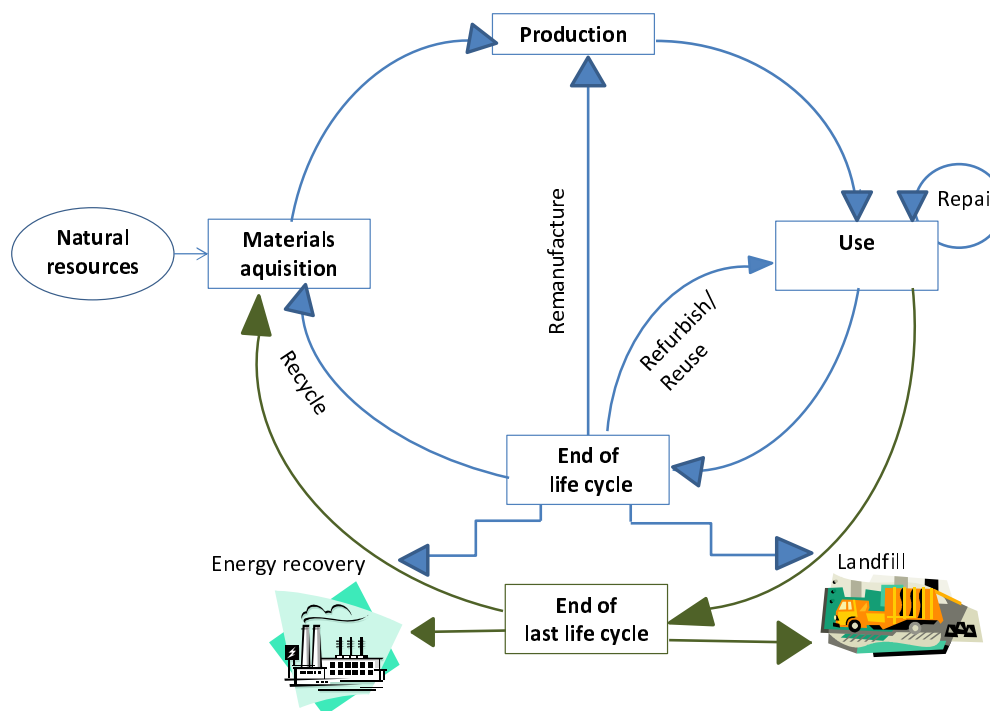 Production
Repai
Natural
resources
Materials
aquisition
Use
Remanufacture
Refurbish/
Reuse
Recycle
End of
life cycle
Energy recovery
Landfill
End of
last life cycle